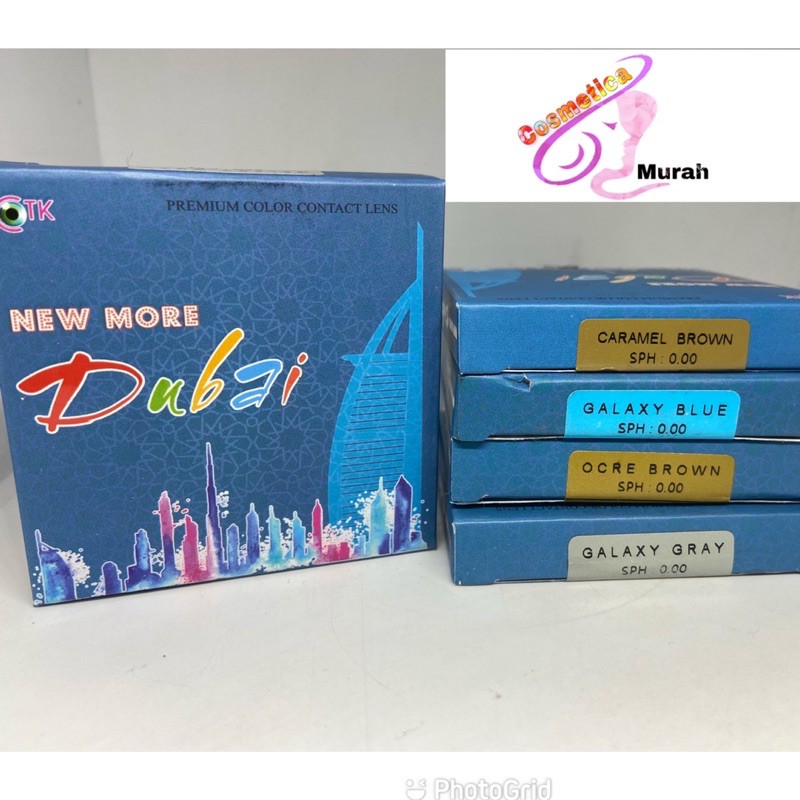 CTK
PREMIUM COLOR CONTACT LENS
NEW MORE
Dubai
Cosmetica
Murah
CARAMEL BROWN
SPH : 0.00
GALAXY BLUE
SPH : 0.00
OCRE BROWN
SPH : 0.00
GALAXY GRAY
SPH : 0.00
PhotoGrid